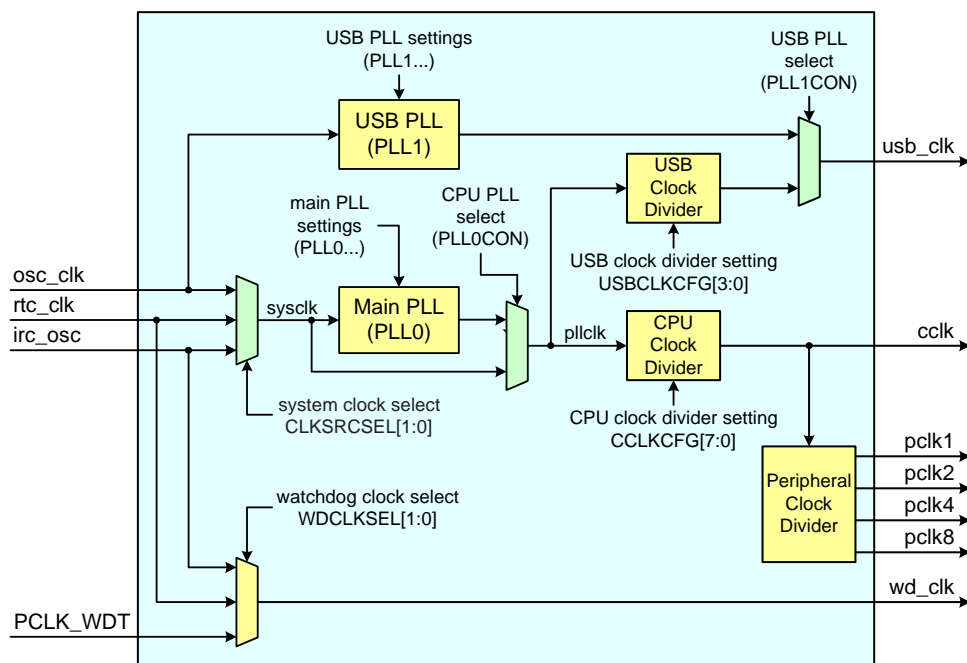 USB PLL settings
(PLL1...)
USB PLL
select
(PLL1CON)
USB PLL
(PLL1)
usb_clk
USB
Clock
Divider
main PLL
settings
(PLL0...)
CPU PLL
select
(PLL0CON)
USB clock divider setting
USBCLKCFG[3:0]
osc_clk
rtc_clk
irc_osc
sysclk
Main PLL
(PLL0)
pllclk
CPU
Clock
Divider
cclk
system clock select
CLKSRCSEL[1:0]
CPU clock divider setting
CCLKCFG[7:0]
Peripheral
Clock
Divider
pclk1
pclk2
pclk4
pclk8
watchdog clock select
WDCLKSEL[1:0]
wd_clk
PCLK_WDT